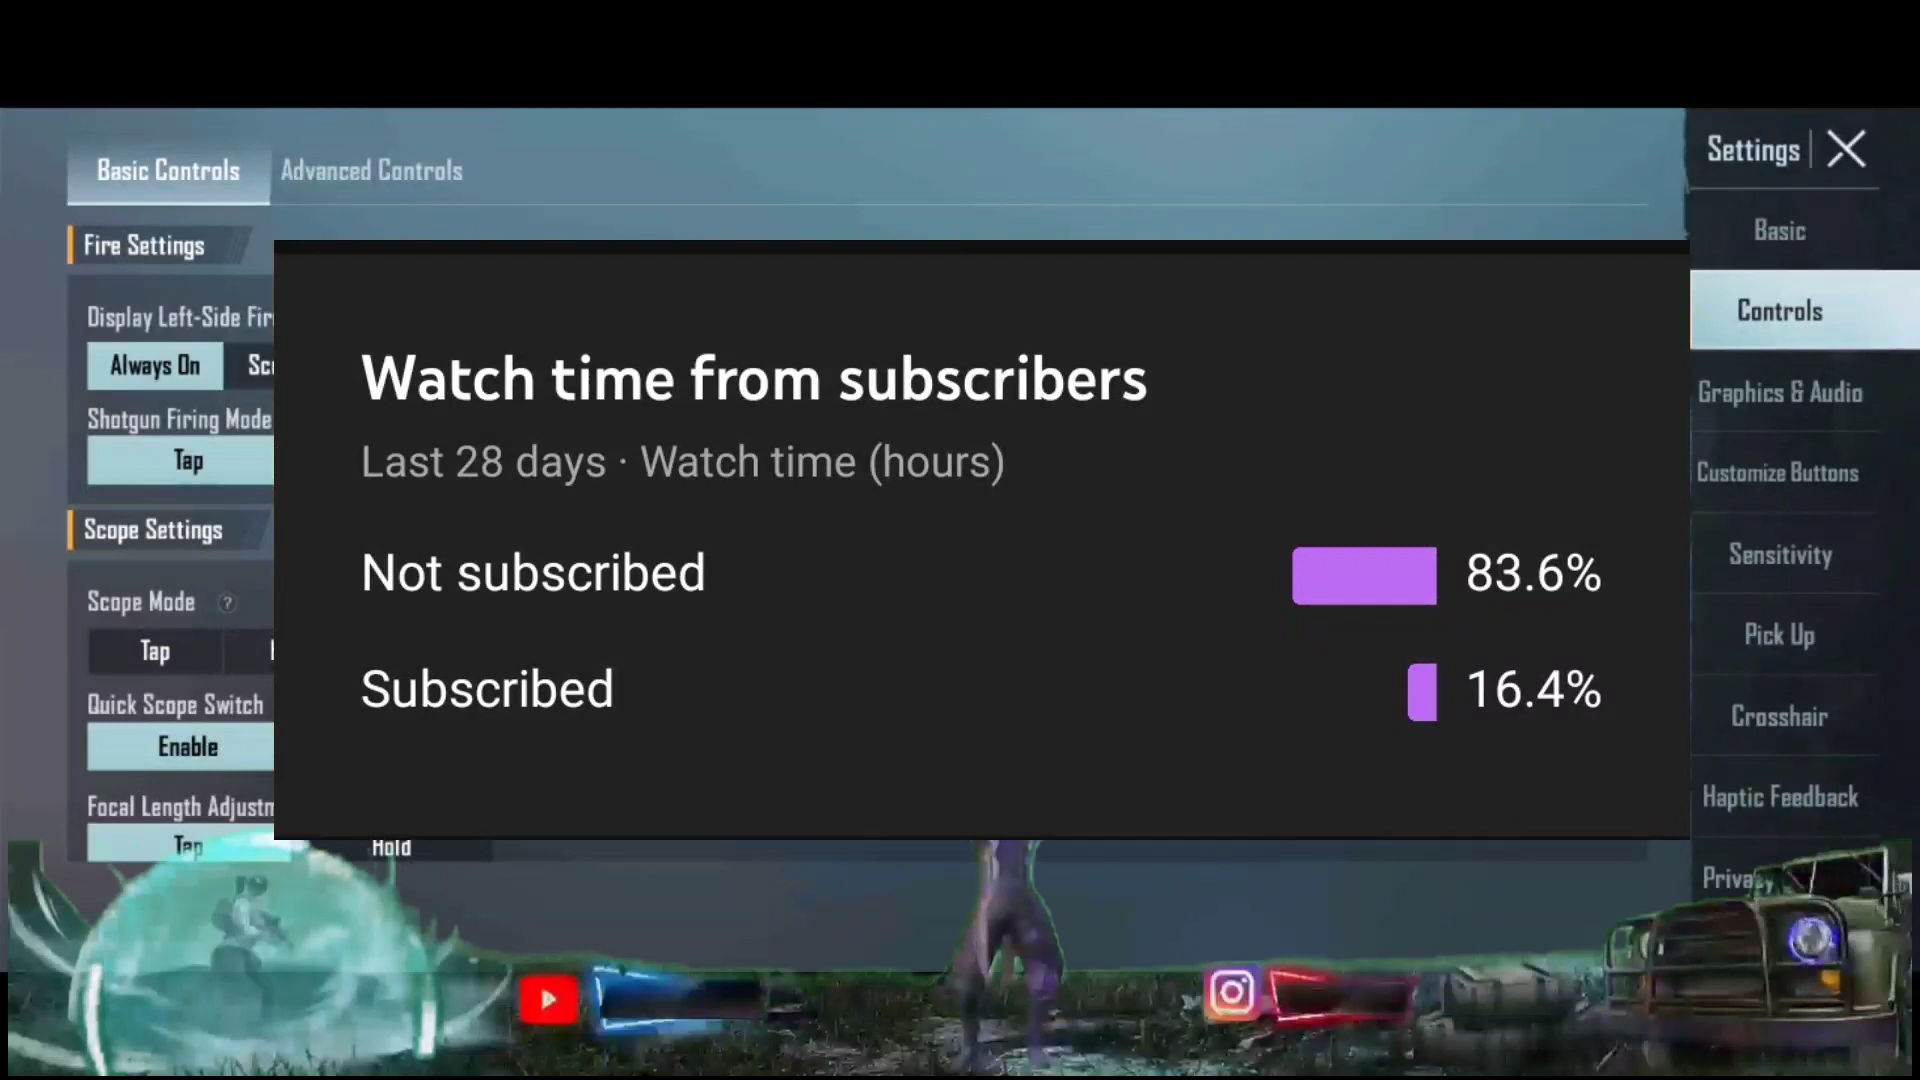 Basic Controls
Advanced Controls
Settings
Fire Settings
Display Left-Side
Always On
Shotgun Firing Mode
Tap
Scope Settings
Scope Mode ?
Tap
Quick Scope Switch
Enable
Focal Length
Tap
Hold
Watch time from subscribers
Last 28 days · Watch time (hours)
Not subscribed 83.6%
Subscribed 16.4%
Basic
Controls
Graphics & Audio
Customize Buttons
Sensitivity
Pick Up
Crosshair
Haptic Feedback